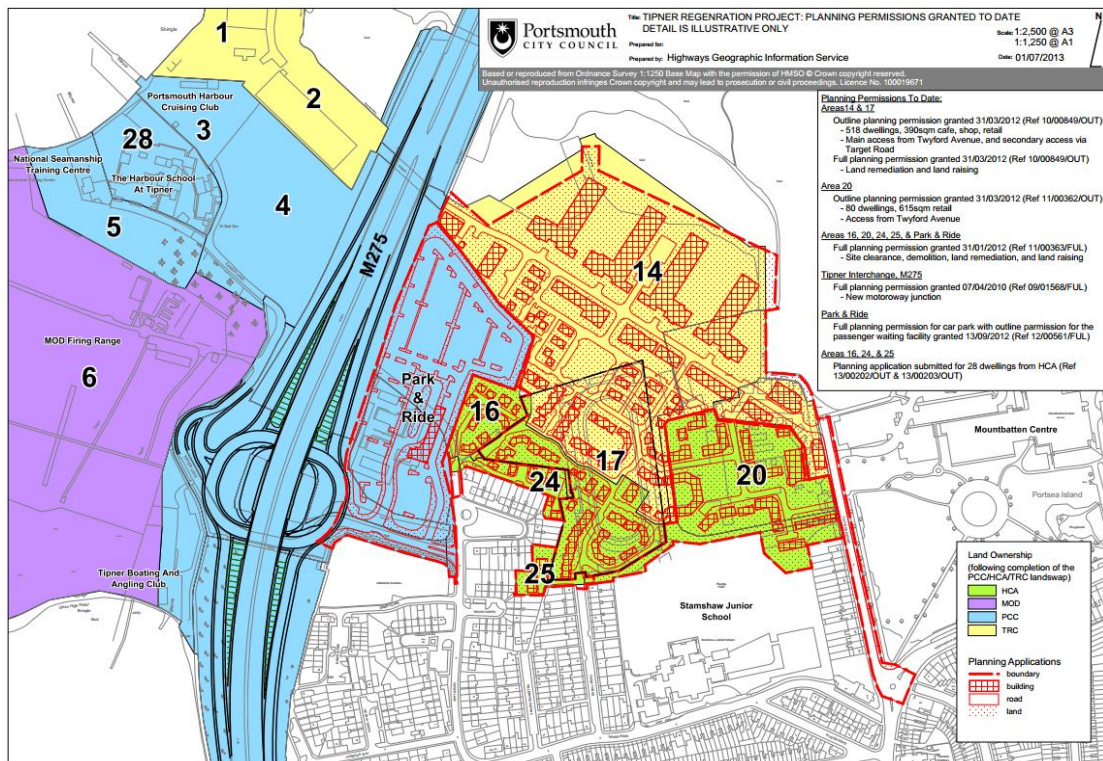 Portsmouth
CITY COUNCIL
Title: TIPNER REGENRATION PROJECT: PLANNING PERMISSIONS GRANTED TO DATE
DETAIL IS ILLUSTRATIVE ONLY
Prepared for:
Prepared by: Highways Geographic Information Service
Scale: 1:2,500 @ A3
1:1,250 @ A1
Date: 01/07/2013
N
Based or reproduced from Ordnance Survey 1:1250 Base Map with the permission of HMSO © Crown copyright reserved.
Unauthorised reproduction infringes Crown copyright and may lead to prosecution or civil proceedings. Licence No. 100019671
Planning Permissions To Date:
Areas14 & 17
Outline planning permission granted 31/03/2012 (Ref 10/00849/OUT)
- 518 dwellings, 390sqm cafe, shop, retail
- Main access from Twyford Avenue, and secondary access via
Target Road
Full planning permission granted 31/03/2012 (Ref 10/00849/OUT)
- Land remediation and land raising
Area 20
Outline planning permission granted 31/03/2012 (Ref 11/00362/OUT)
- 80 dwellings, 615sqm retail
- Access from Twyford Avenue
Areas 16, 20, 24, 25, & Park & Ride
Full planning permission granted 31/01/2012 (Ref 11/00363/FUL)
- Site clearance, demolition, land remediation, and land raising
Tipner Interchange, M275
Full planning permission granted 07/04/2010 (Ref 09/01568/FUL)
- New motoroway junction
Park & Ride
Full planning permission for car park with outline parmission for the
passenger waiting facility granted 13/09/2012 (Ref 12/00561/FUL)
Areas 16, 24, & 25
Planning application submitted for 28 dwellings from HCA (Ref
13/00202/OUT & 13/00203/OUT)
1
2
Shingle
Portsmouth Harbour
Cruising Club
3
28
National Seamanship
Training Centre
The Harbour School
At Tipner
4
5
M275
MOD Firing Range
6
14
Park
&
Ride
16
17
24
20
25
Mountbatten Centre
Portsea Island
Tipner Boating And
Angling Club
Stamshaw Junior
School
Land Ownership
(following completion of the
PCC/HCA/TRC landswap)
HCA
MOD
PCC
TRC
Planning Applications
boundary
building
road
land